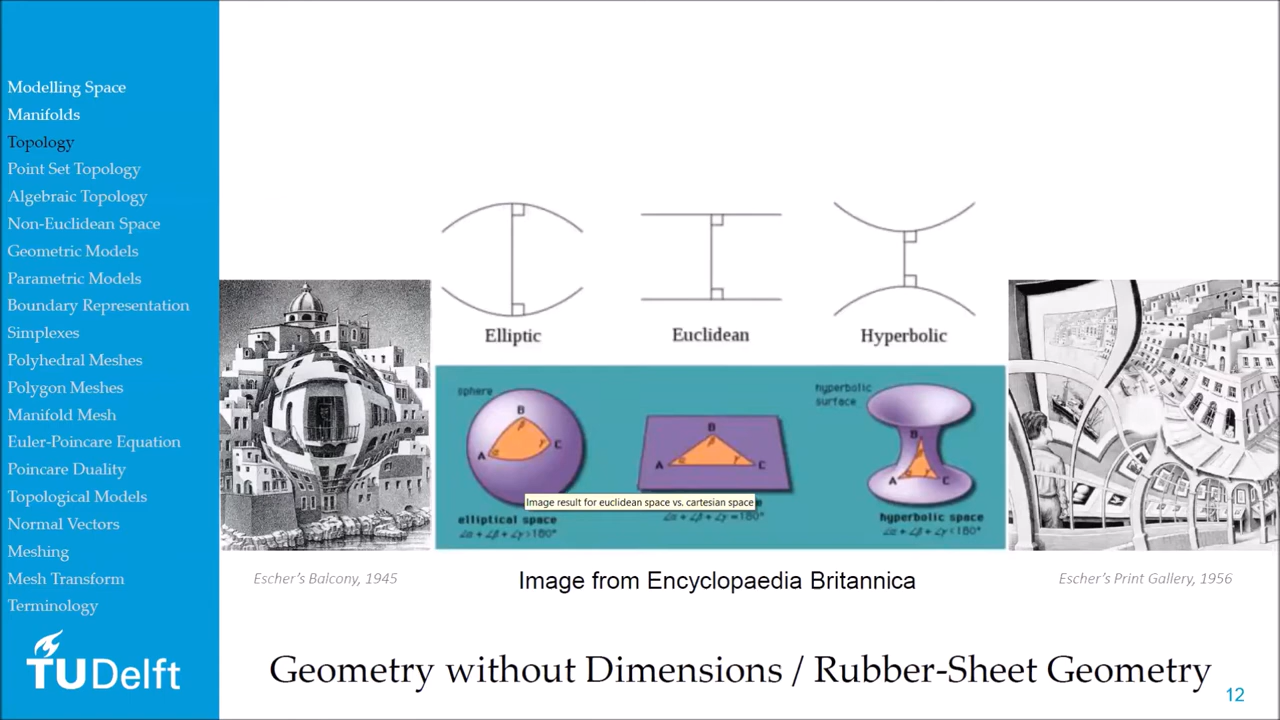 Modelling Space
Manifolds
Topology
Point Set Topology
Algebraic Topology
Non-Euclidean Space
Geometric Models
Parametric Models
Boundary Representation
Simplexes
Polyhedral Meshes
Polygon Meshes
Manifold Mesh
Euler-Poincare Equation
Poincare Duality
Topological Models
Normal Vectors
Meshing
Mesh Transform
Terminology
TUDelft
Elliptic
Euclidean
Hyperbolic
sphere
A B C
α β γ
elliptical space
∠α + ∠β + ∠γ > 180°
A B C
α β γ
∠α + ∠β + ∠γ = 180°
hyperbolic
surface
A B C
hyperbolic space
∠α + ∠β + ∠γ < 180°
Image result for euclidean space vs. cartesian space
Escher's Balcony, 1945
Image from Encyclopaedia Britannica
Escher's Print Gallery, 1956
Geometry without Dimensions / Rubber-Sheet Geometry
12